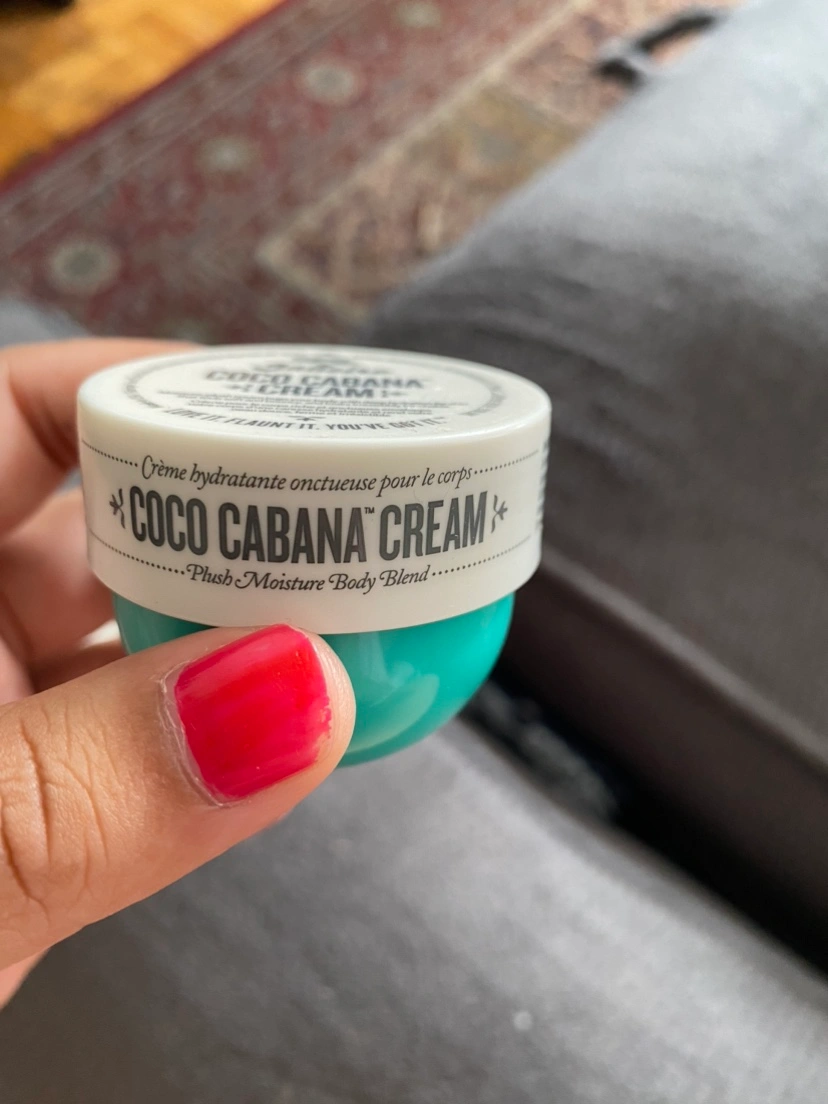 COCO CABANA
CREAM
LOVE IT. FLAUNT IT. YOU'VE GOT IT.
Crème hydratante onctueuse pour le corps
COCO CABANA™ CREAM
Plush Moisture Body Blend